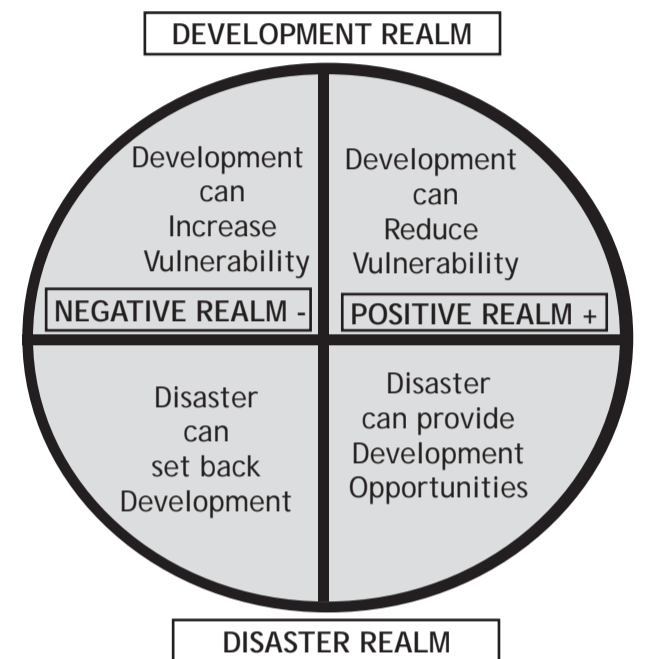 DEVELOPMENT REALM
Development
can
Increase
Vulnerability
Development
can
Reduce
Vulnerability
NEGATIVE REALM -
POSITIVE REALM +
Disaster
can
set back
Development
Disaster
can provide
Development
Opportunities
DISASTER REALM